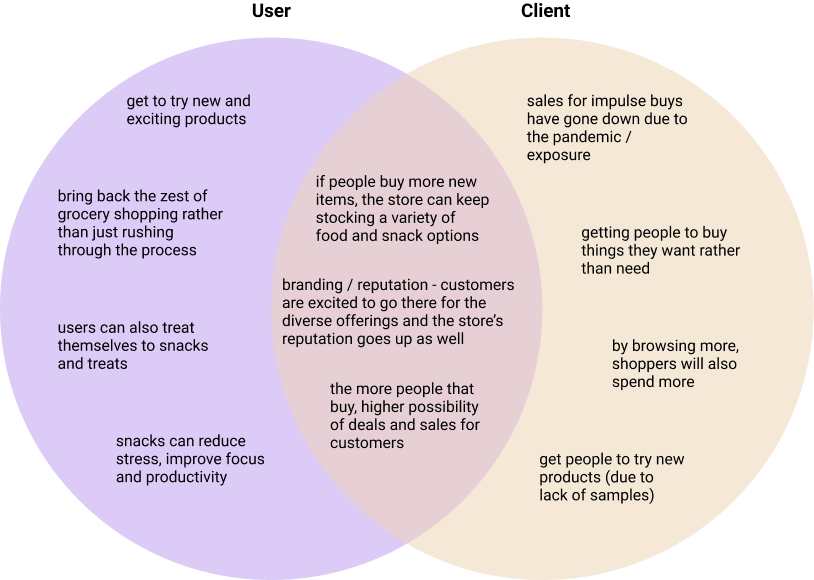 User
Client
get to try new and
exciting products
bring back the zest of
grocery shopping rather
than just rushing
through the process
users can also treat
themselves to snacks
and treats
snacks can reduce
stress, improve focus
and productivity
if people buy more new
items, the store can keep
stocking a variety of
food and snack options
branding / reputation - customers
are excited to go there for the
diverse offerings and the store's
reputation goes up as well
the more people that
buy, higher possibility
of deals and sales for
customers
sales for impulse buys
have gone down due to
the pandemic /
exposure
getting people to buy
things they want rather
than need
by browsing more,
shoppers will also
spend more
get people to try new
products (due to
lack of samples)